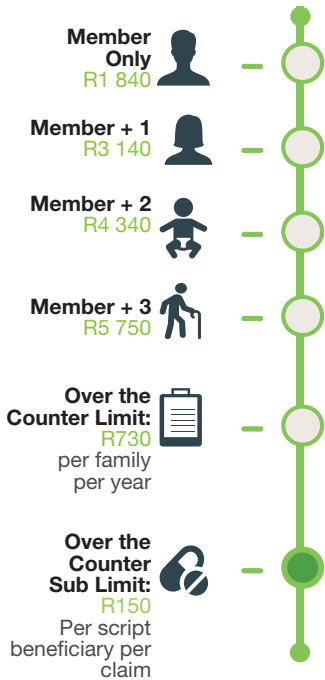 Member
Only
R1 840
Member + 1
R3 140
Member + 2
R4 340
Member + 3
R5 750
Over the
Counter Limit:
R730
per family
per year
Over the
Counter
Sub Limit:
R150
Per script
beneficiary per
claim